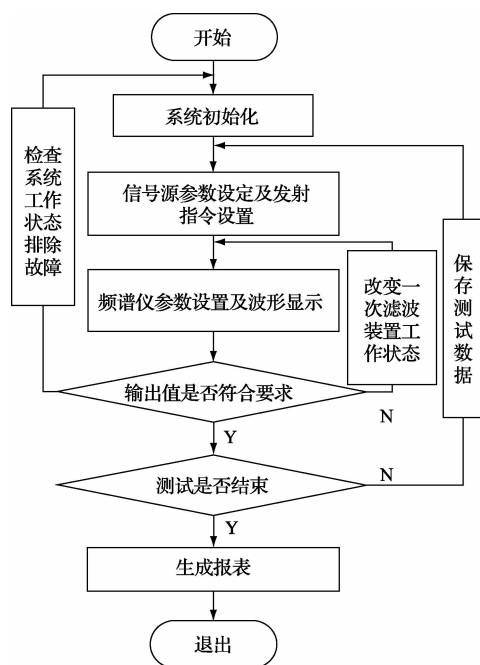 开始
系统初始化
检查
系统
工作
状态
排除
故障
信号源参数设定及发射
指令设置
保
存
测
试
数
据
改变一
次滤波
装置工
作状态
频谱仪参数设置及波形显示
输出值是否符合要求
N
Y
测试是否结束
N
Y
生成报表
退出